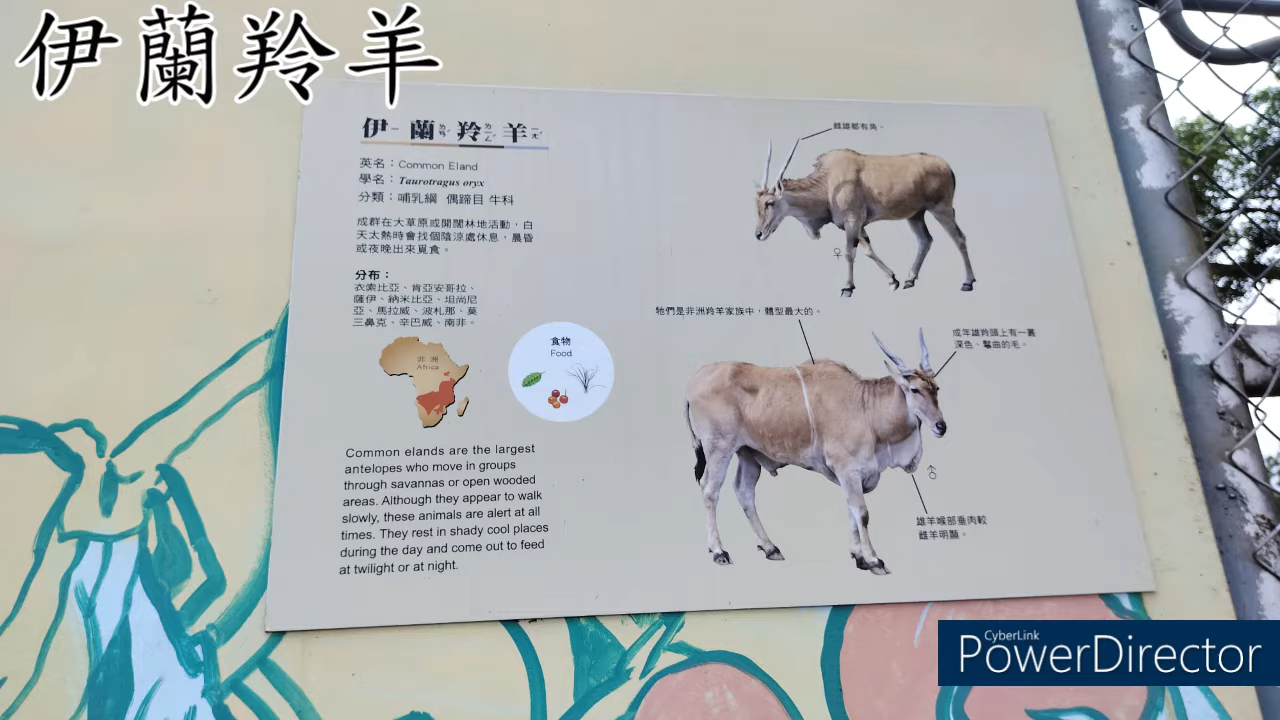 伊蘭羚羊
伊蘭羚羊
英名：Common Eland
學名：Taurotragus oryx
分類：哺乳綱 偶蹄目 牛科
成群在大草原或開闊林地活動，白
天太熱時會找個陰涼處休息，晨昏
或夜晚出來覓食。
分布：
衣索比亞、肯亞安哥拉、
薩伊、納米比亞、坦尚尼
亞、馬拉威、波札那、莫
三鼻克、辛巴威、南非。
非洲
Africa
食物
Food
Common elands are the largest
antelopes who move in groups
through savannas or open wooded
areas. Although they appear to walk
slowly, these animals are alert at all
times. They rest in shady cool places
during the day and come out to feed
at twilight or at night.
雌雄都有角。
♀
牠們是非洲羚羊家族中，體型最大的。
成年雄羚頭上有一叢
深色、鬈曲的毛。
♂
雄羊喉部垂肉較
雌羊明顯。
CyberLink
PowerDirector